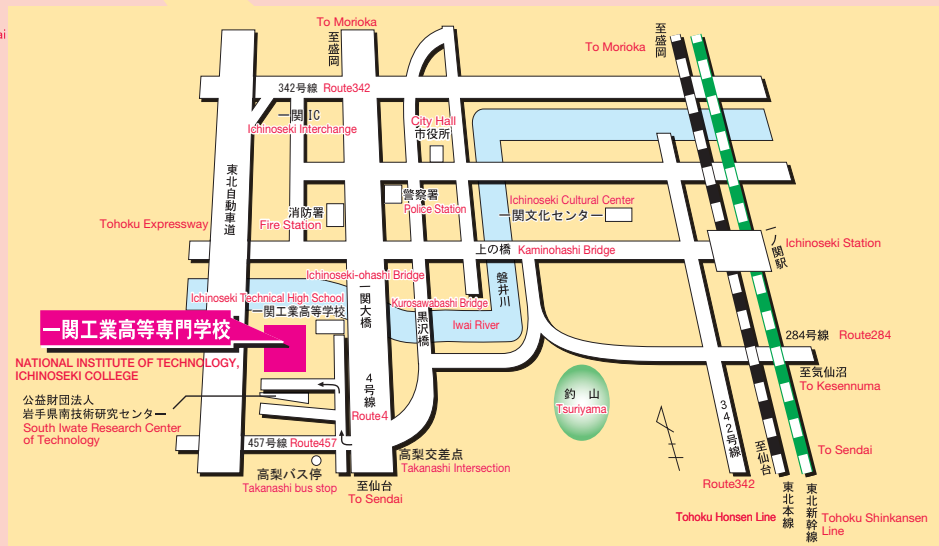 ai
To Morioka
至盛岡
To Morioka
至盛岡
342号線 Route342
一関 IC
Ichinoseki Interchange
City Hall
市役所
東北自動車道
Tohoku Expressway
消防署
Fire Station
警察署
Police Station
Ichinoseki Cultural Center
一関文化センター
上の橋 Kaminohashi Bridge
一ノ関駅
Ichinoseki Station
Ichinoseki-ohashi Bridge
一関大橋
Ichinoseki Technical High School
一関工業高等学校
Kurosawabashi Bridge
黒沢橋
磐井川
Iwai River
一関工業高等専門学校
NATIONAL INSTITUTE OF TECHNOLOGY,
ICHINOSEKI COLLEGE
284号線 Route284
至気仙沼
To Kesennuma
公益財団法人
岩手県南技術研究センター
South Iwate Research Center
of Technology
4号線
Route4
釣 山
Tsuriyama
342号線
Route342
457号線 Route457
高梨交差点
Takanashi Intersection
高梨バス停
Takanashi bus stop
至仙台
To Sendai
至仙台
To Sendai
Tohoku Honsen Line
東北本線
東北新幹線
Tohoku Shinkansen
Line